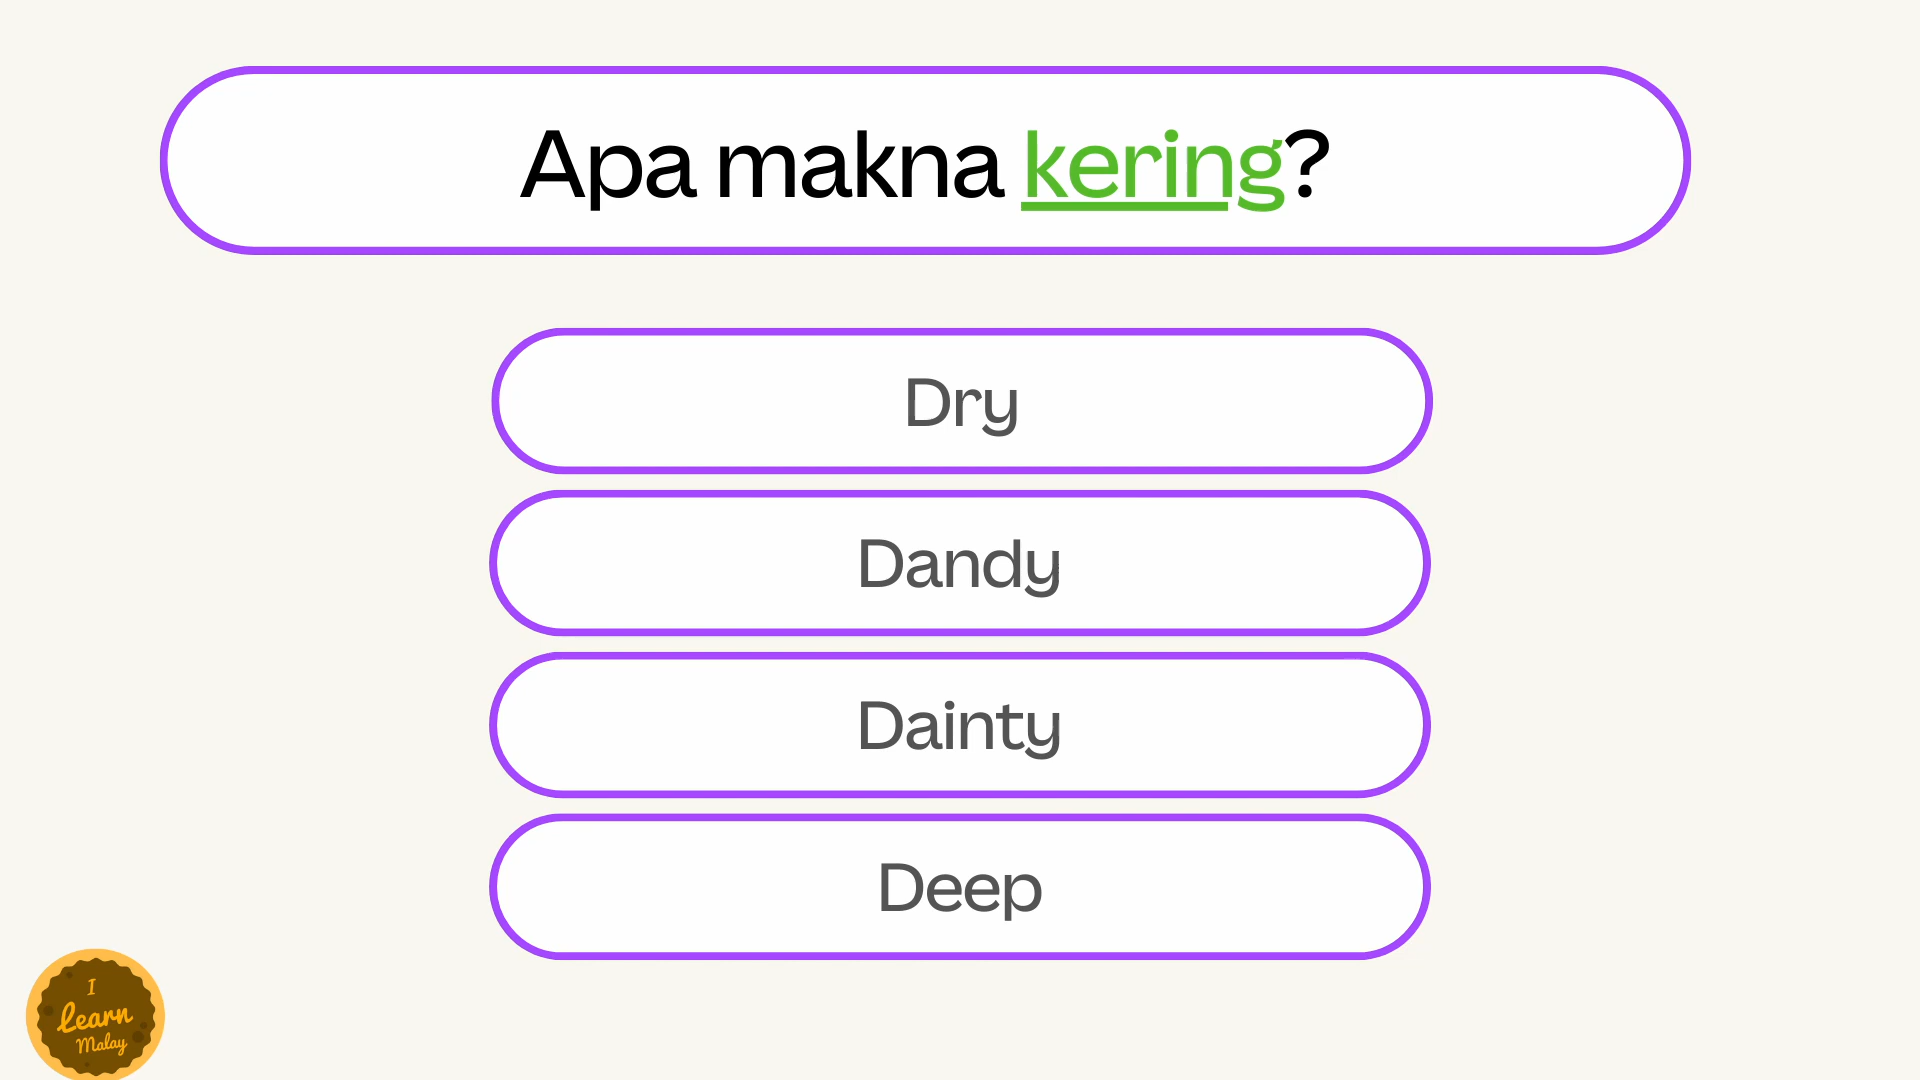 Apa makna kering?
Dry
Dandy
Dainty
Deep
I
Learn
Malay